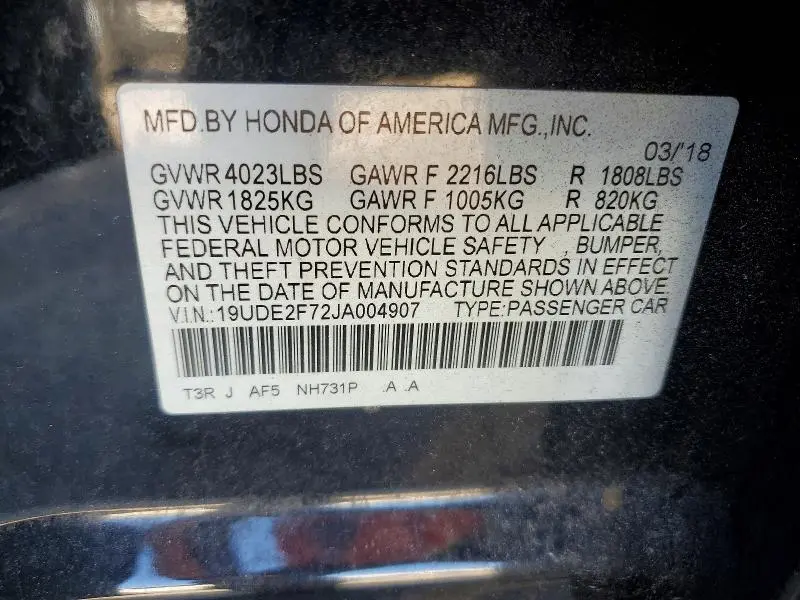 MFD.BY HONDA OF AMERICA MFG.,INC.
03/'18
GVWR 4023LBS GAWR F 2216LBS R 1808LBS
GVWR 1825KG GAWR F 1005KG R 820KG
THIS VEHICLE CONFORMS TO ALL APPLICABLE
FEDERAL MOTOR VEHICLE SAFETY , BUMPER,
AND THEFT PREVENTION STANDARDS IN EFFECT
ON THE DATE OF MANUFACTURE SHOWN ABOVE.
V.I.N.:19UDE2F72JA004907 TYPE:PASSENGER CAR
T3R J AF5 NH731P .A .A